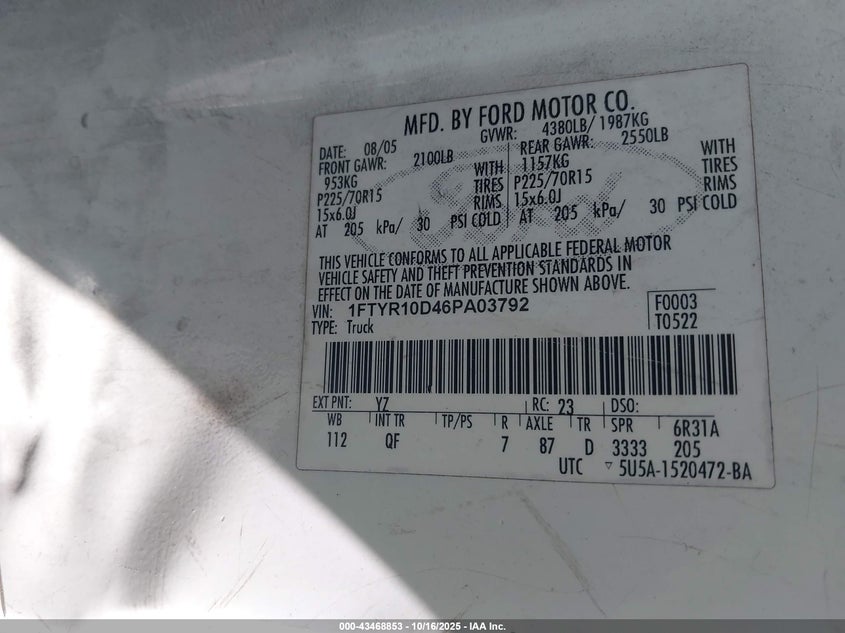 MFD. BY FORD MOTOR CO.
DATE: 08/05 GVWR: 4380LB/ 1987KG
FRONT GAWR: 2100LB REAR GAWR: 2550LB
953KG WITH 1157KG WITH
P225/70R15 TIRES P225/70R15 TIRES
15x6.0J RIMS 15x6.0J RIMS
AT 205 kPa/ 30 PSI COLD AT 205 kPa/ 30 PSI COLD
Ford
THIS VEHICLE CONFORMS TO ALL APPLICABLE FEDERAL MOTOR
VEHICLE SAFETY AND THEFT PREVENTION STANDARDS IN
EFFECT ON THE DATE OF MANUFACTURE SHOWN ABOVE.
VIN: 1FTYR10D46PA03792 F0003
TYPE: Truck T0522
EXT PNT: YZ RC: 23 DSO:
WB INT TR TP/PS R AXLE TR SPR 6R31A
112 QF 7 87 D 3333 205
UTC ▽ 5U5A-1520472-BA
000-43468853 - 10/16/2025 - IAA Inc.